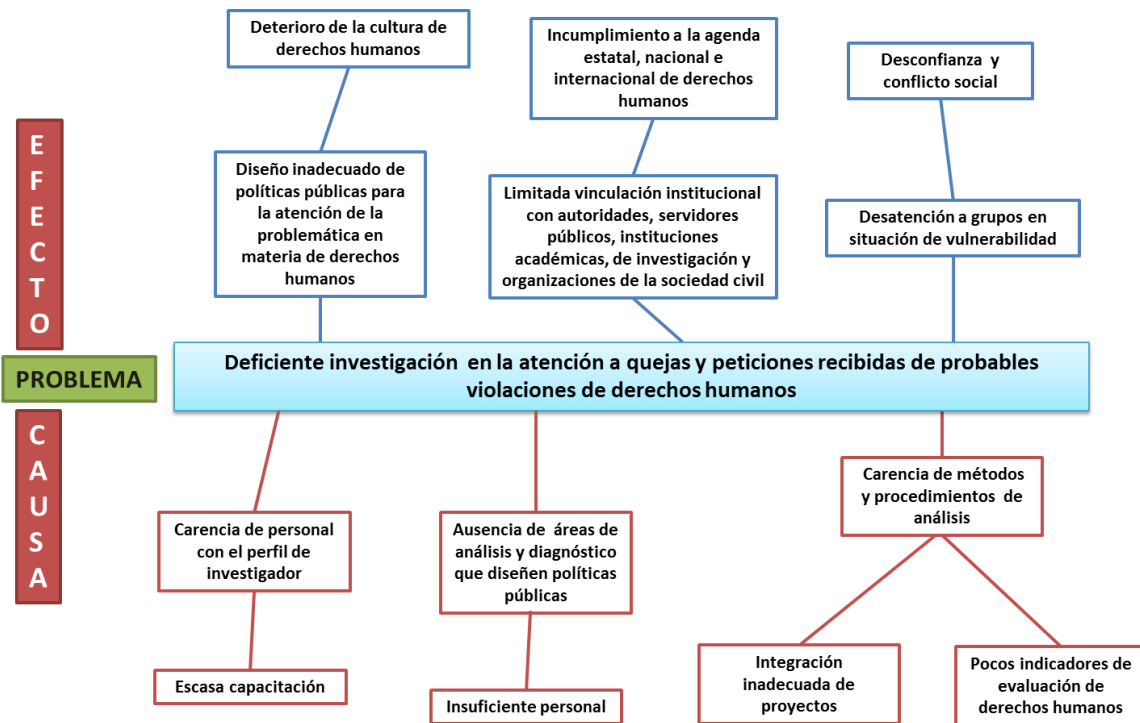 Deterioro de la cultura de
derechos humanos
Incumplimiento a la agenda
estatal, nacional e
internacional de derechos
humanos
Desconfianza y
conflicto social
EFECTO
Diseño inadecuado de
políticas públicas para
la atención de la
problemática en
materia de derechos
humanos
Limitada vinculación institucional
con autoridades, servidores
públicos, instituciones
académicas, de investigación y
organizaciones de la sociedad civil
Desatención a grupos en
situación de vulnerabilidad
PROBLEMA
Deficiente investigación en la atención a quejas y peticiones recibidas de probables
violaciones de derechos humanos
CAUSA
Carencia de personal
con el perfil de
investigador
Ausencia de áreas de
análisis y diagnóstico
que diseñen políticas
públicas
Carencia de métodos
y procedimientos de
análisis
Escasa capacitación
Insuficiente personal
Integración
inadecuada de
proyectos
Pocos indicadores de
evaluación de
derechos humanos